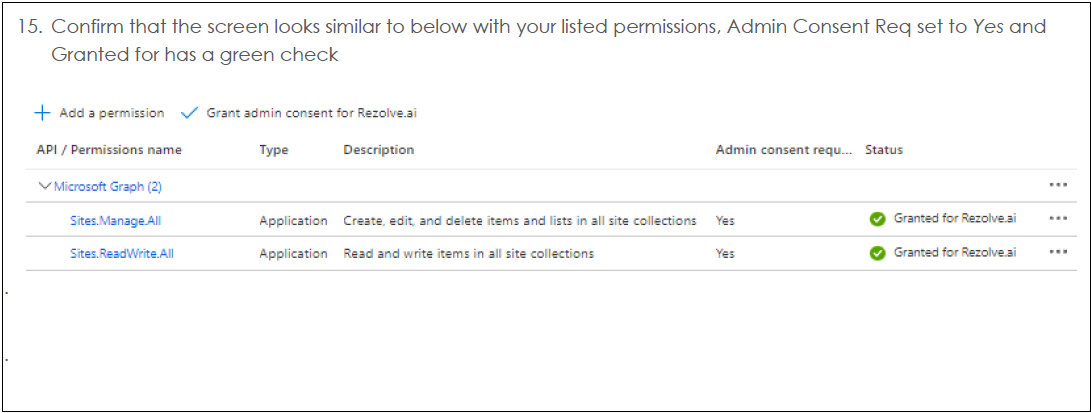 15. Confirm that the screen looks similar to below with your listed permissions, Admin Consent Req set to Yes and
Granted for has a green check
Add a permission Grant admin consent for Rezolve.ai
API / Permissions name Type Description Admin consent requ... Status
Microsoft Graph (2)
Sites.Manage.All Application Create, edit, and delete items and lists in all site collections Yes Granted for Rezolve.ai
Sites.ReadWrite.All Application Read and write items in all site collections Yes Granted for Rezolve.ai
.
.